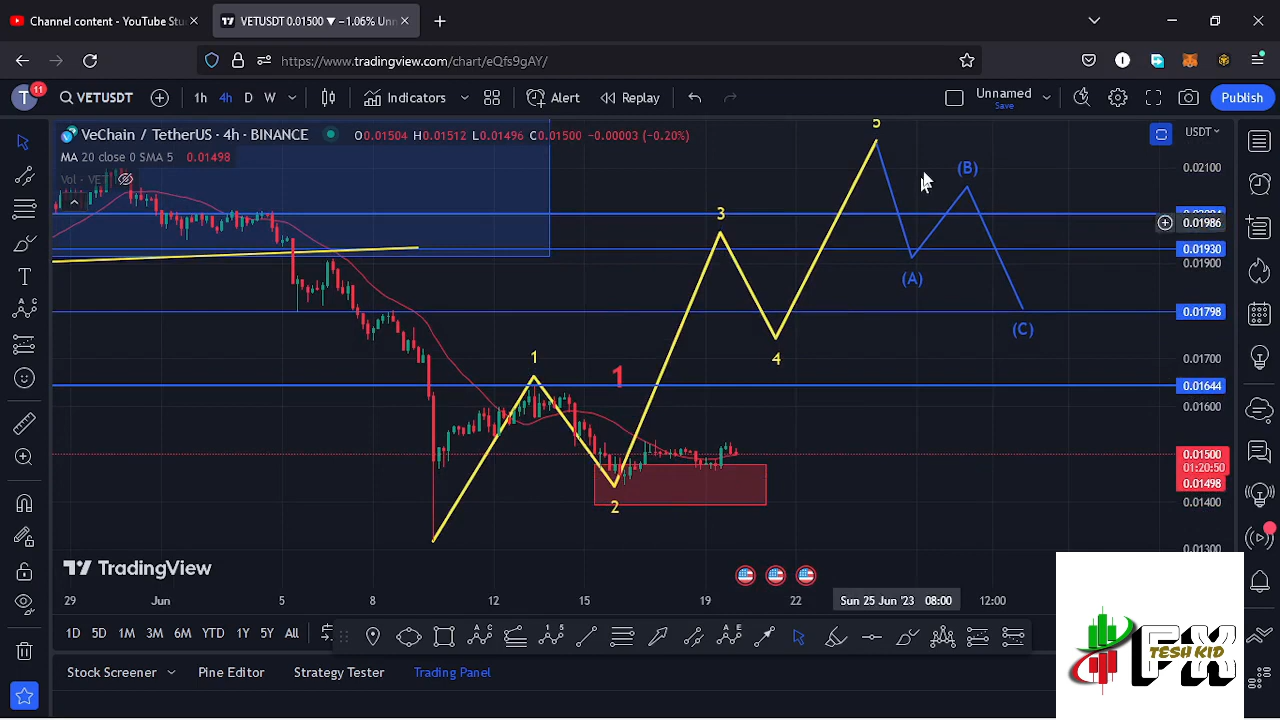 Channel content - YouTube Stu
VETUSDT 0.01500 ▼ −1.06% Unn
https://www.tradingview.com/chart/eQfs9gAY/
T
11
VETUSDT
1h
4h
D
W
Indicators
Alert
Replay
Unnamed
Save
Publish
VeChain / TetherUS · 4h · BINANCE
O0.01504 H0.01512 L0.01496 C0.01500 −0.00003 (−0.20%)
USDT
MA 20 close 0 SMA 5 0.01498
Vol · VET
5
(B)
0.02100
3
0.01986
0.01930
0.01900
(A)
4
(C)
0.01798
1
1
0.01700
0.01644
0.01600
0.01500
01:20:50
0.01498
2
0.01400
0.01300
TradingView
29
Jun
5
8
12
15
19
22
Sun 25 Jun '23 08:00
12:00
1D
5D
1M
3M
6M
YTD
1Y
5Y
All
Stock Screener
Pine Editor
Strategy Tester
Trading Panel
FX
TESH KID